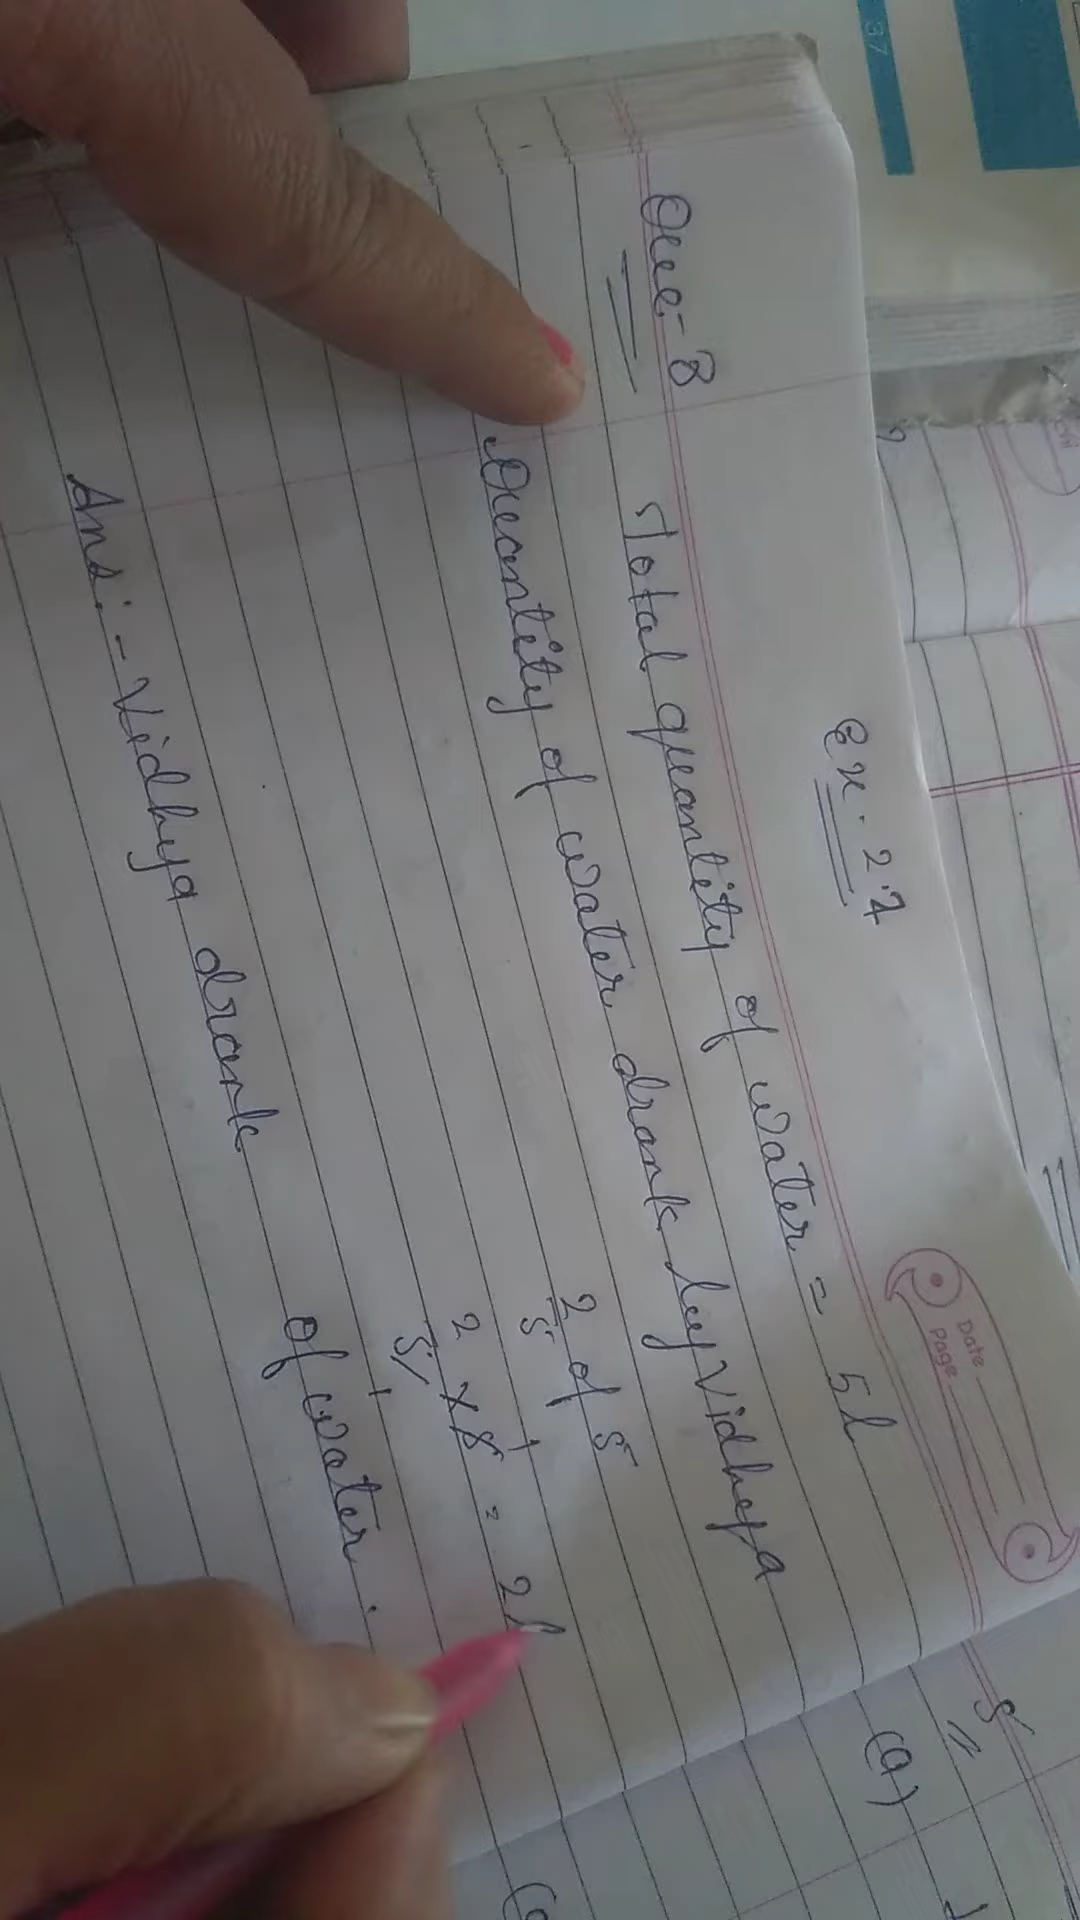 Ex. 2.4
Date
Page
Que-8
Total quantity of water = 5l
Quantity of water drank by Vidhya
2/5 of 5
2/5 × 5 = 2l
Ans:- Vidhya drank of water.
(a)
37